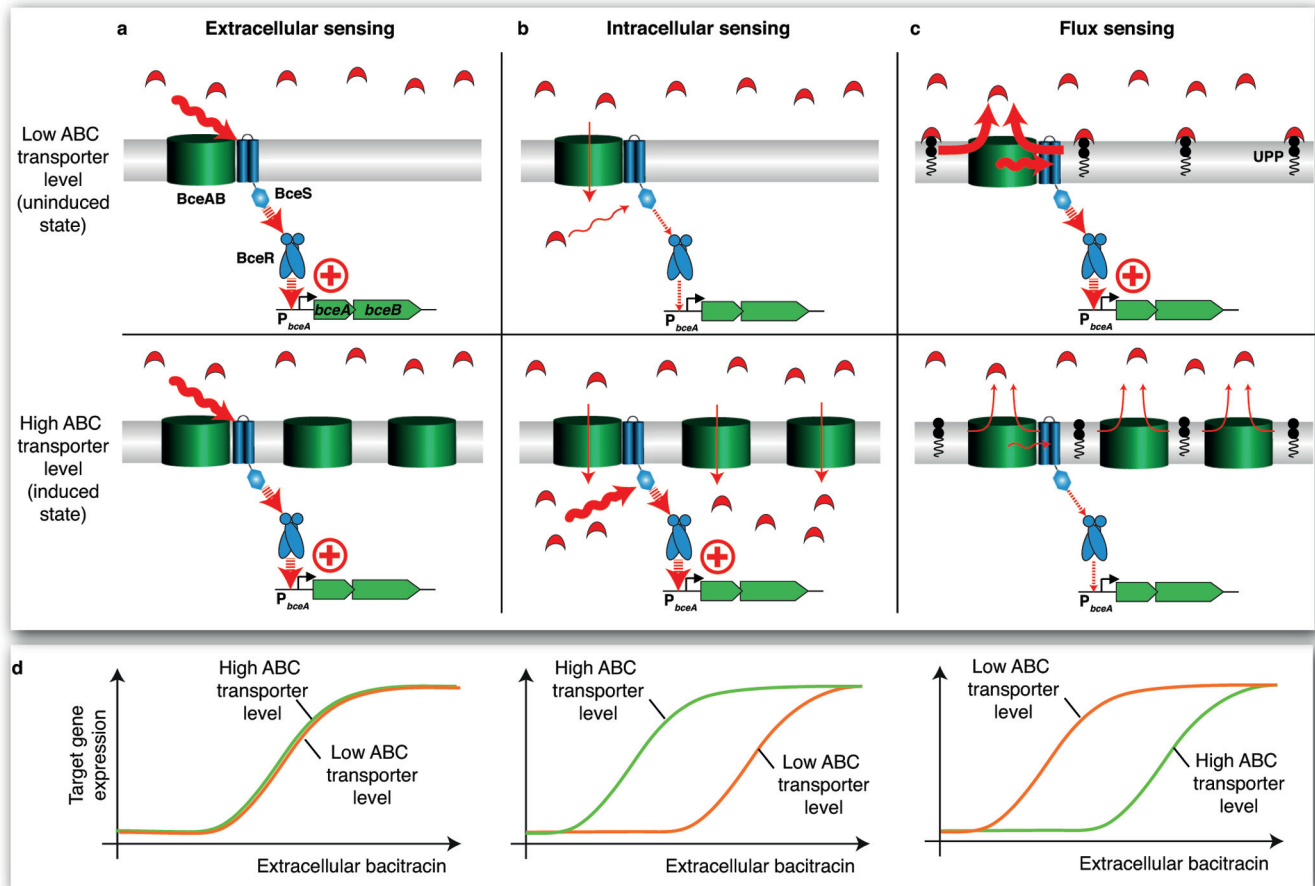 a
Extracellular sensing
b
Intracellular sensing
c
Flux sensing
Low ABC
transporter
level
(uninduced
state)
BceAB
BceS
BceR
bceA bceB
P bceA
P bceA
UPP
P bceA
High ABC
transporter
level
(induced
state)
P bceA
P bceA
P bceA
d
Target gene
expression
High ABC
transporter
level
Low ABC
transporter
level
Extracellular bacitracin
High ABC
transporter
level
Low ABC
transporter
level
Extracellular bacitracin
Low ABC
transporter
level
High ABC
transporter
level
Extracellular bacitracin